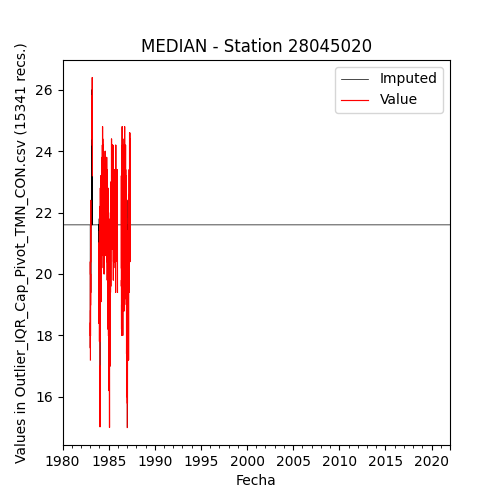 MEDIAN - Station 28045020
Imputed
Value
Values in Outlier_IQR_Cap_Pivot_TMN_CON.csv (15341 recs.)
26
24
22
20
18
16
1980 1985 1990 1995 2000 2005 2010 2015 2020
Fecha